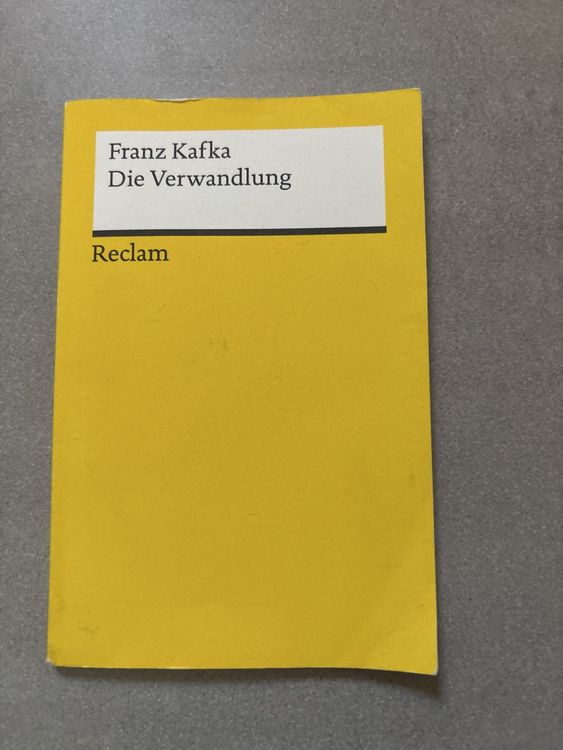 Franz Kafka
Die Verwandlung
Reclam